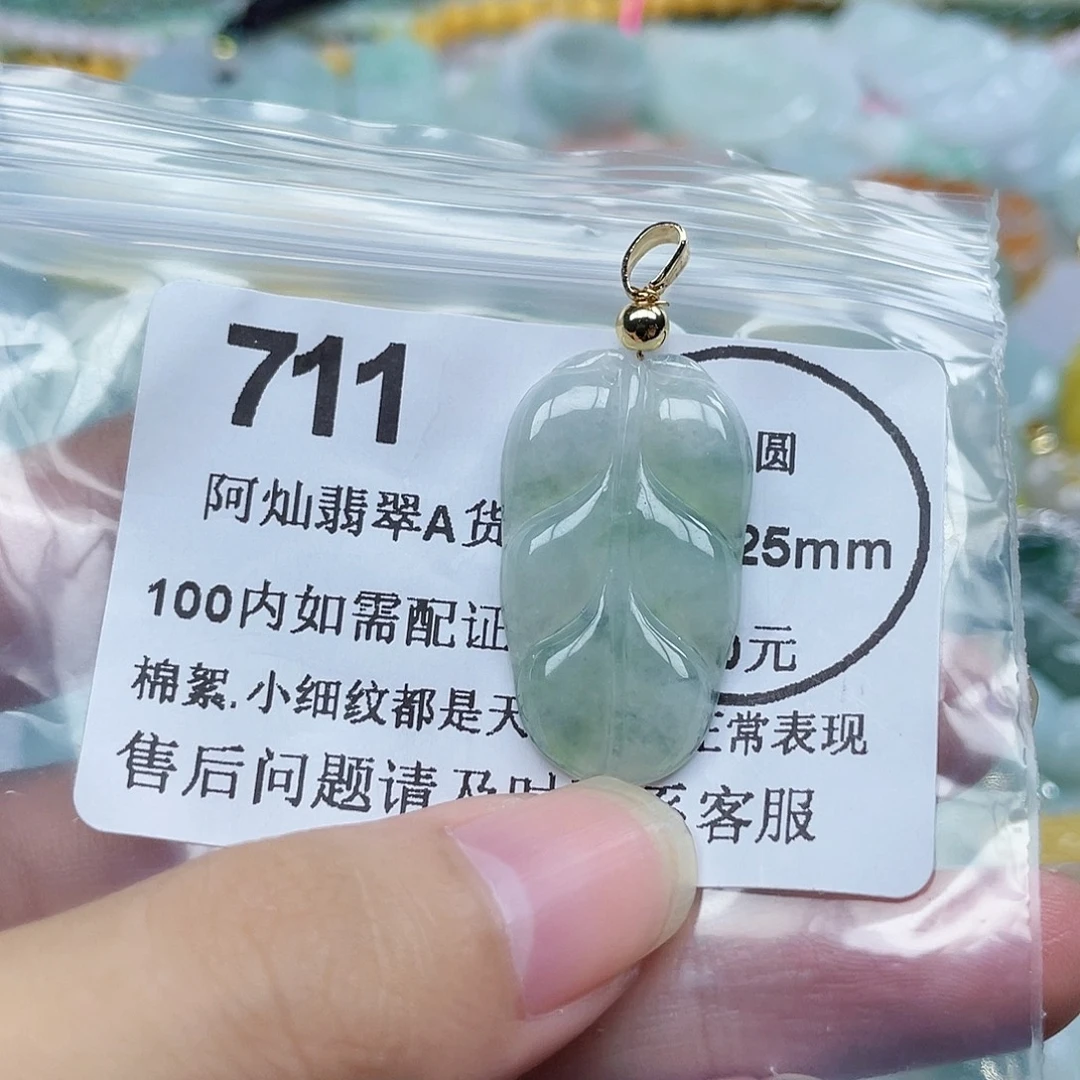 711
圆
阿灿翡翠A货
25mm
100内如需配证
元
棉絮.小细纹都是天 正常表现
售后问题请及时 系客服